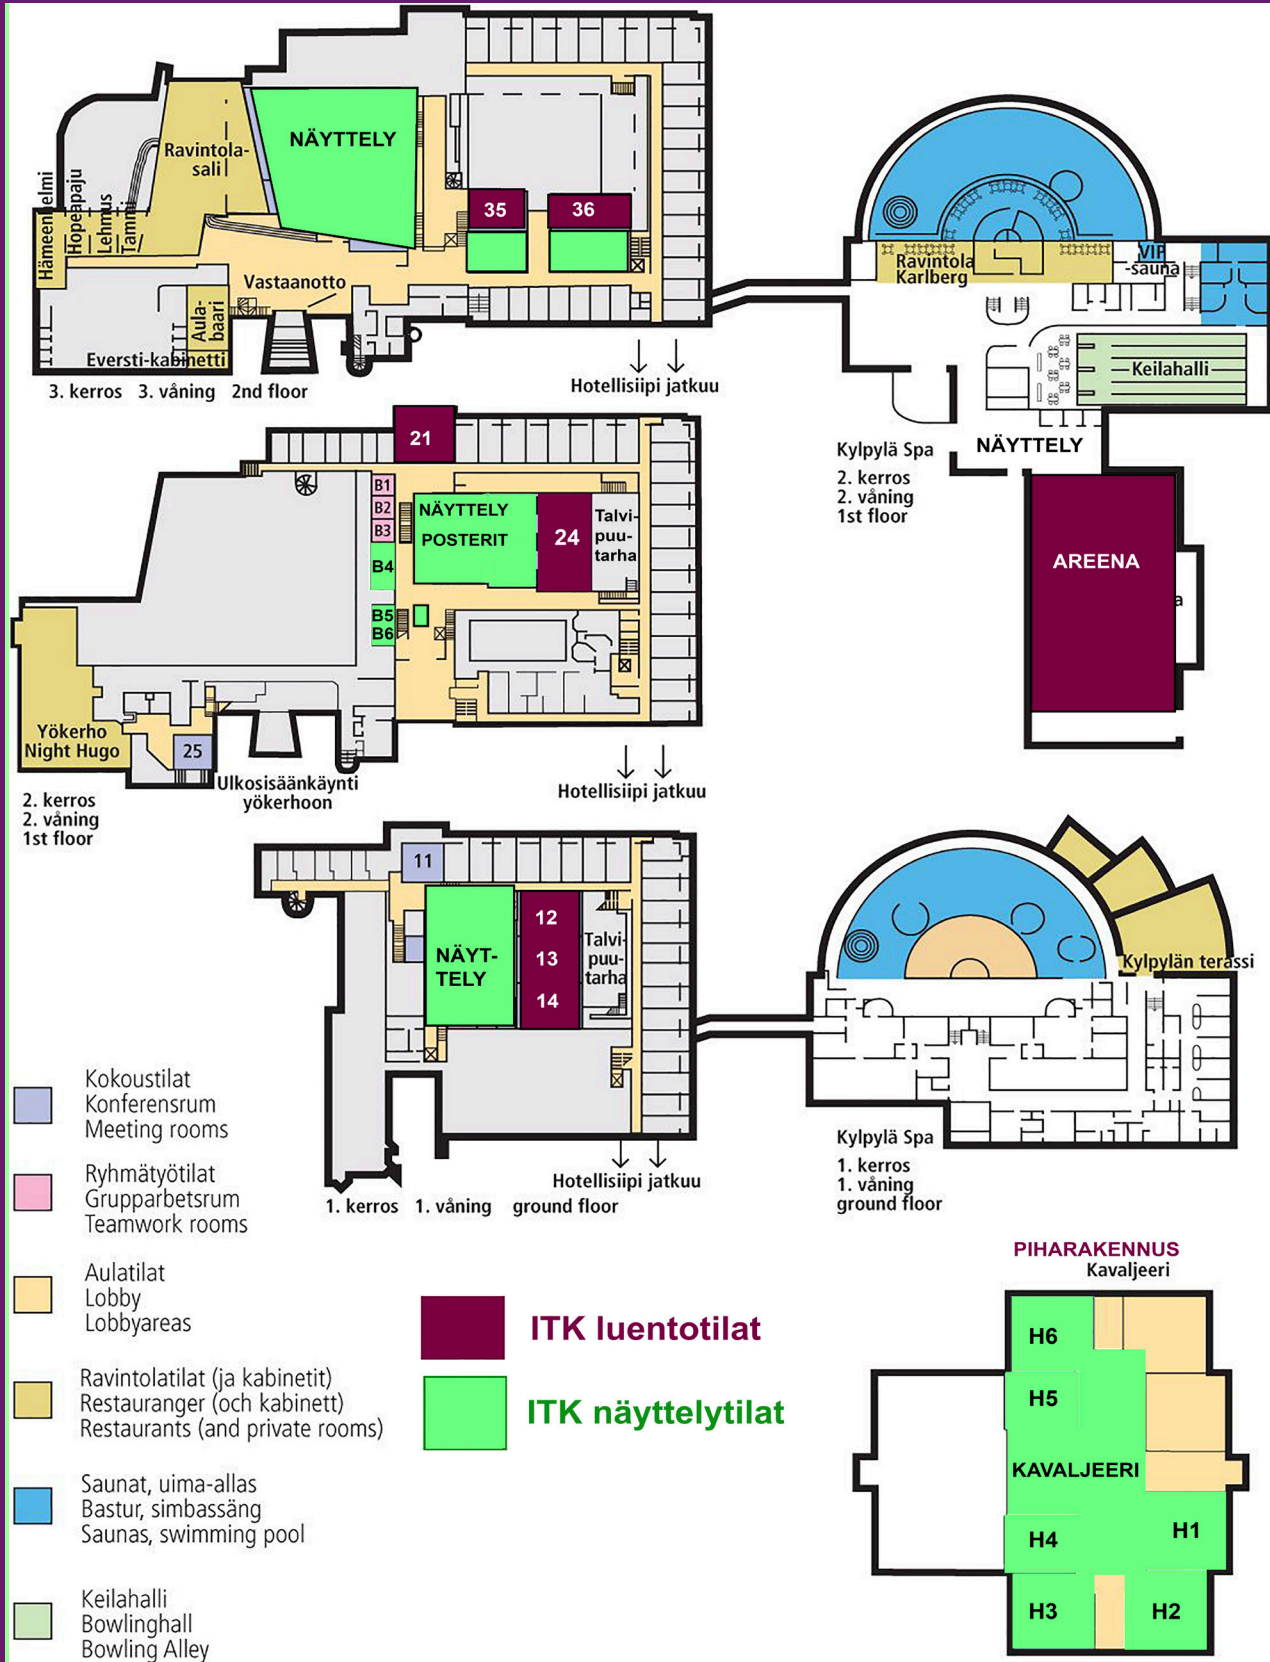 NÄYTTELY
Ravintola-
sali
Hämeenhelmi
Hopeapaju
Lehmus
Tammi
35
36
Vastaanotto
Aula-
baari
Eversti-kabinetti
3. kerros 3. våning 2nd floor
Hotellisiipi jatkuu
Ravintola
Karlberg
VIP
-sauna
Keilahalli
Kylpylä Spa
2. kerros
2. våning
1st floor
NÄYTTELY
AREENA
a
21
B1
B2
B3
B4
B5
B6
NÄYTTELY
POSTERIT
24
Talvi-
puu-
tarha
Yökerho
Night Hugo
25
Ulkosisäänkäynti
yökerhoon
Hotellisiipi jatkuu
2. kerros
2. våning
1st floor
11
NÄYT-
TELY
12
13
14
Talvi-
puu-
tarha
Hotellisiipi jatkuu
1. kerros 1. våning ground floor
Kylpylän terassi
Kylpylä Spa
1. kerros
1. våning
ground floor
Kokoustilat
Konferensrum
Meeting rooms
Ryhmätyötilat
Grupparbetsrum
Teamwork rooms
Aulatilat
Lobby
Lobbyareas
Ravintolatilat (ja kabinetit)
Restauranger (och kabinett)
Restaurants (and private rooms)
Saunat, uima-allas
Bastur, simbassäng
Saunas, swimming pool
Keilahalli
Bowlinghall
Bowling Alley
ITK luentotilat
ITK näyttelytilat
PIHARAKENNUS
Kavaljeeri
H6
H5
KAVALJEERI
H4
H1
H3
H2